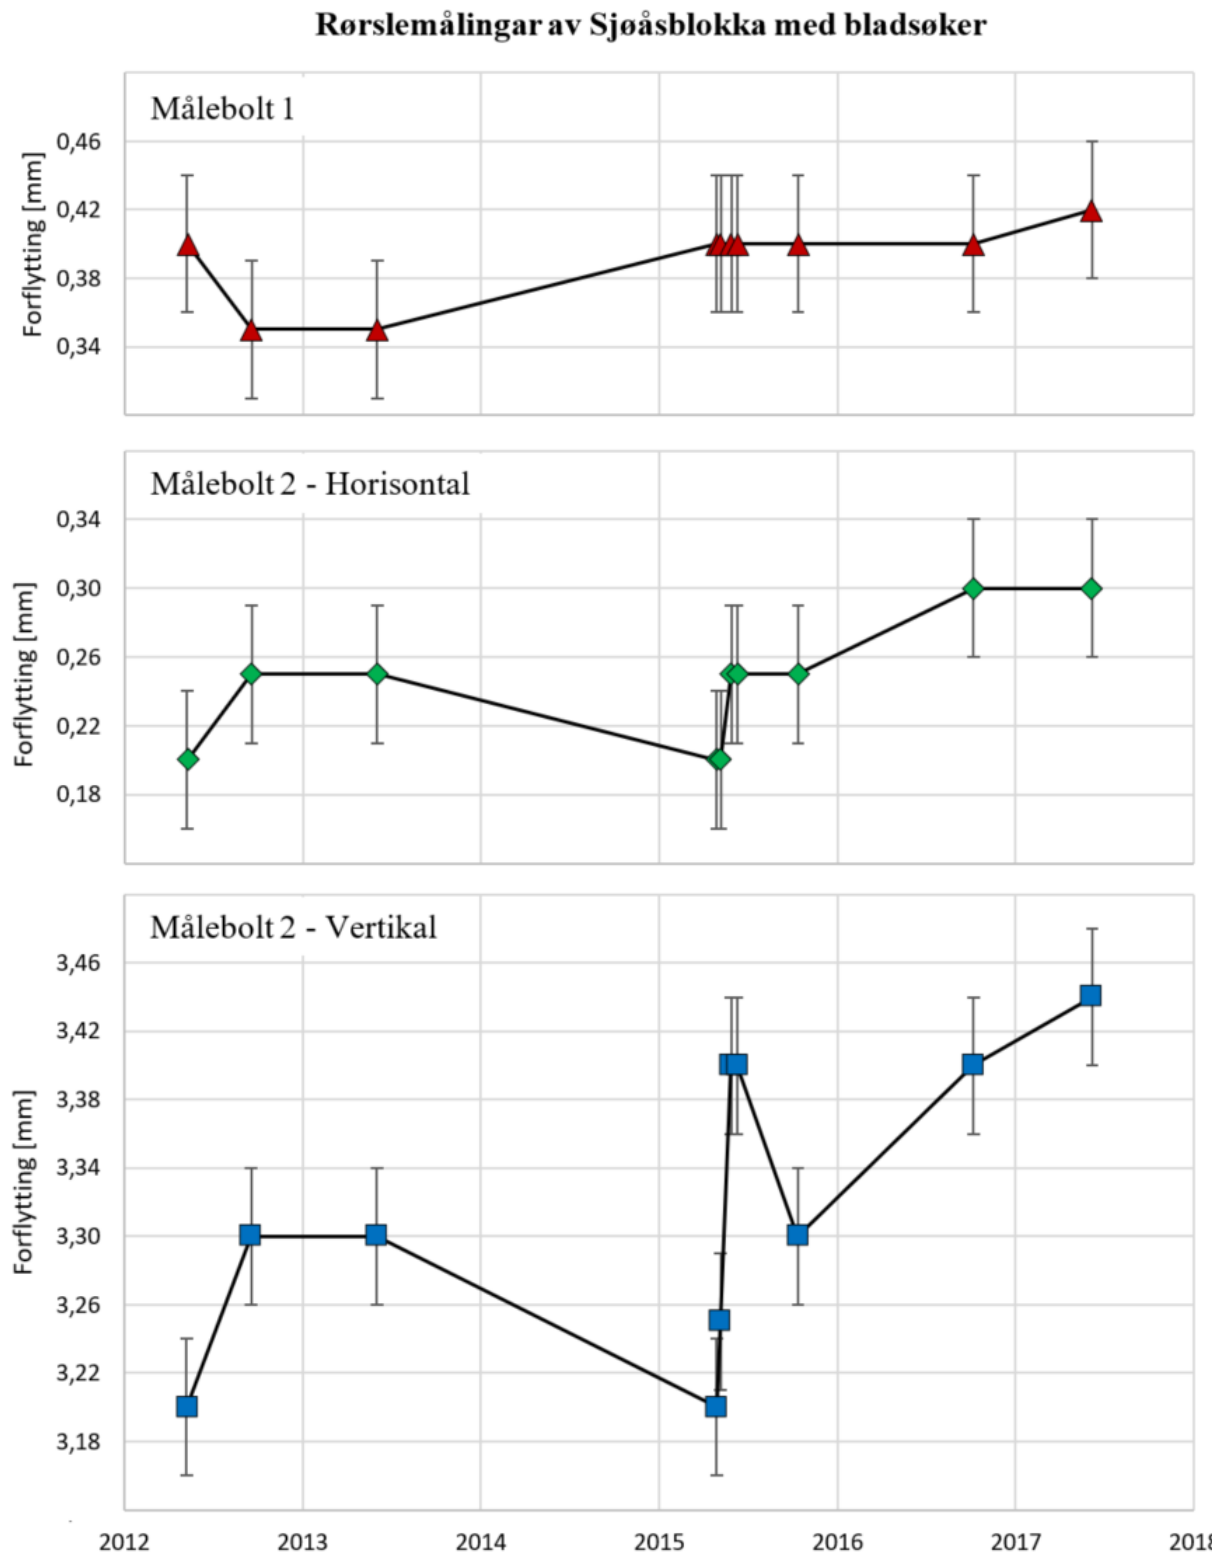 Rørslemålingar av Sjøåsblokka med bladsøker
Målebolt 1
0,46
0,42
0,38
0,34
Forflytting [mm]
Målebolt 2 - Horisontal
0,34
0,30
0,26
0,22
0,18
Forflytting [mm]
Målebolt 2 - Vertikal
3,46
3,42
3,38
3,34
3,30
3,26
3,22
3,18
Forflytting [mm]
2012 2013 2014 2015 2016 2017 2018